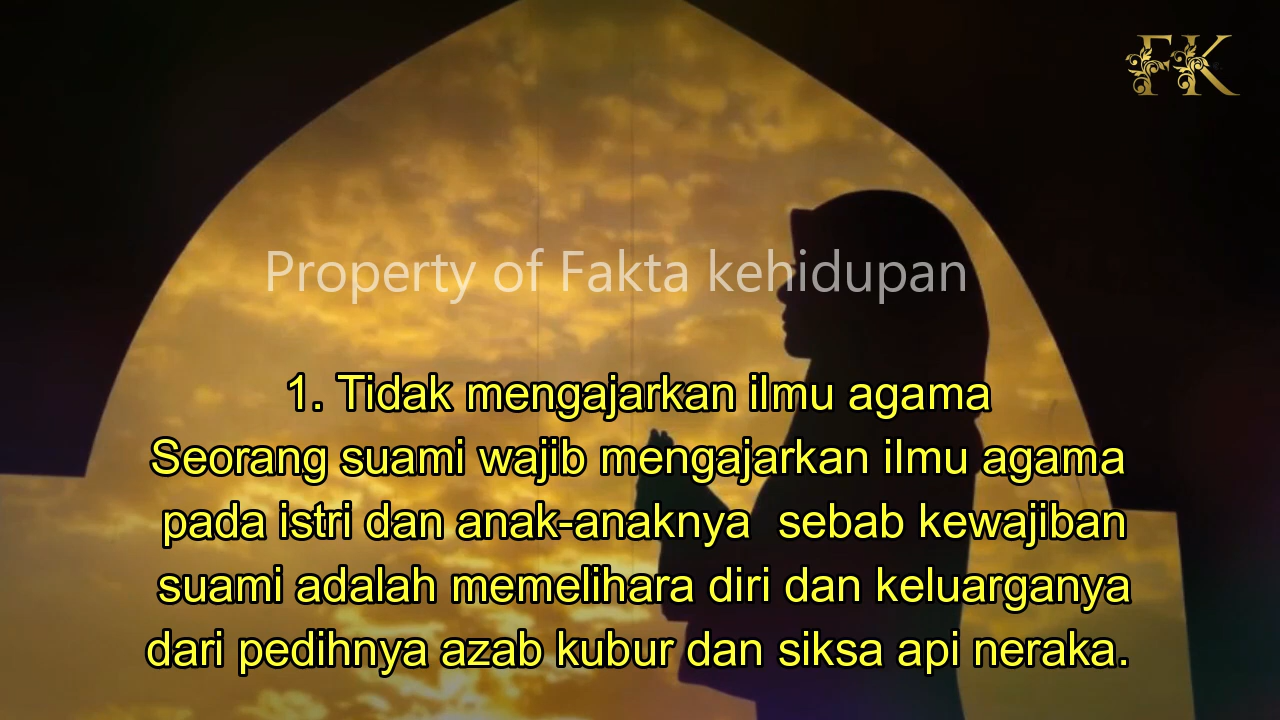 FK
Property of Fakta kehidupan
1. Tidak mengajarkan ilmu agama
Seorang suami wajib mengajarkan ilmu agama
pada istri dan anak-anaknya  sebab kewajiban
suami adalah memelihara diri dan keluarganya
dari pedihnya azab kubur dan siksa api neraka.